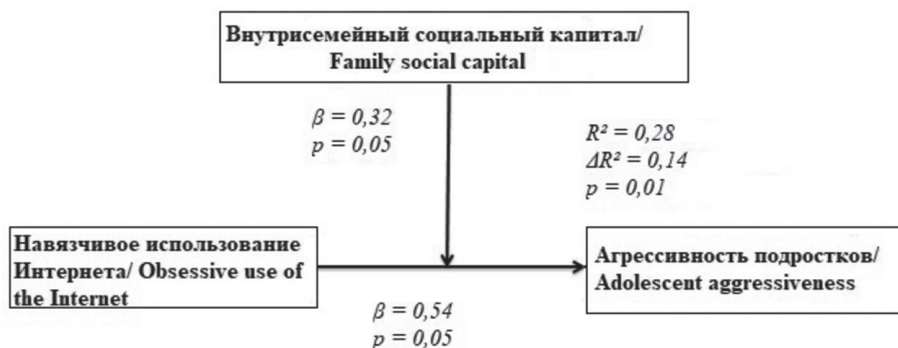 Внутрисемейный социальный капитал/
Family social capital
β = 0,32
p = 0,05
R² = 0,28
ΔR² = 0,14
p = 0,01
Навязчивое использование
Интернета/ Obsessive use of
the Internet
Агрессивность подростков/
Adolescent aggressiveness
β = 0,54
p = 0,05